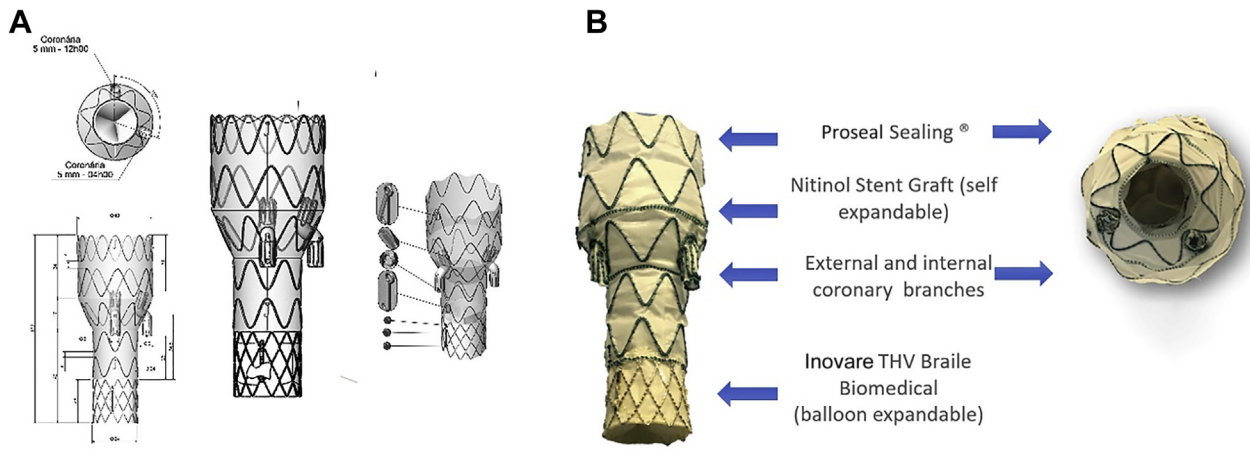 A
Coronária
5 mm - 12h00
Coronária
5 mm - 04h00
B
Proseal Sealing ®
Nitinol Stent Graft (self
expandable)
External and internal
coronary branches
Inovare THV Braile
Biomedical
(balloon expandable)